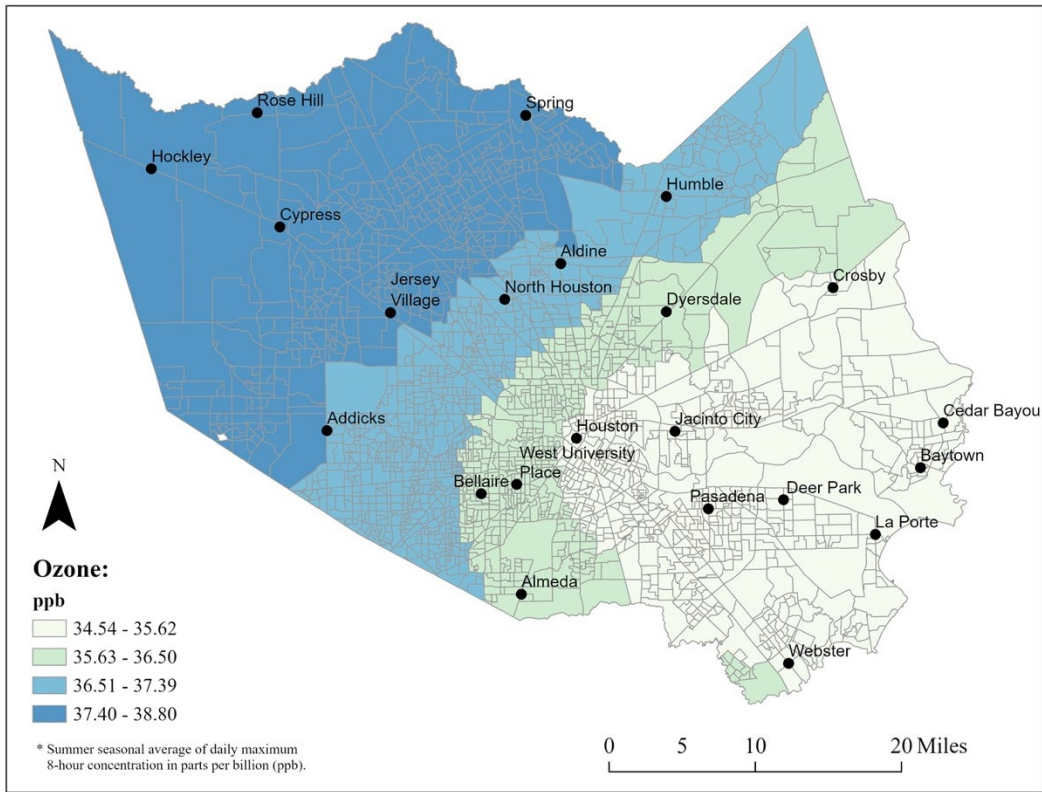 Rose Hill
Spring
Hockley
Humble
Cypress
Aldine
Crosby
Jersey
Village
North Houston
Dyersdale
Addicks
Houston
Jacinto City
Cedar Bayou
West University
Place
Bellaire
Baytown
Deer Park
Pasadena
La Porte
Almeda
Webster
N
Ozone:
ppb
34.54 - 35.62
35.63 - 36.50
36.51 - 37.39
37.40 - 38.80
* Summer seasonal average of daily maximum
8-hour concentration in parts per billion (ppb).
0 5 10 20 Miles